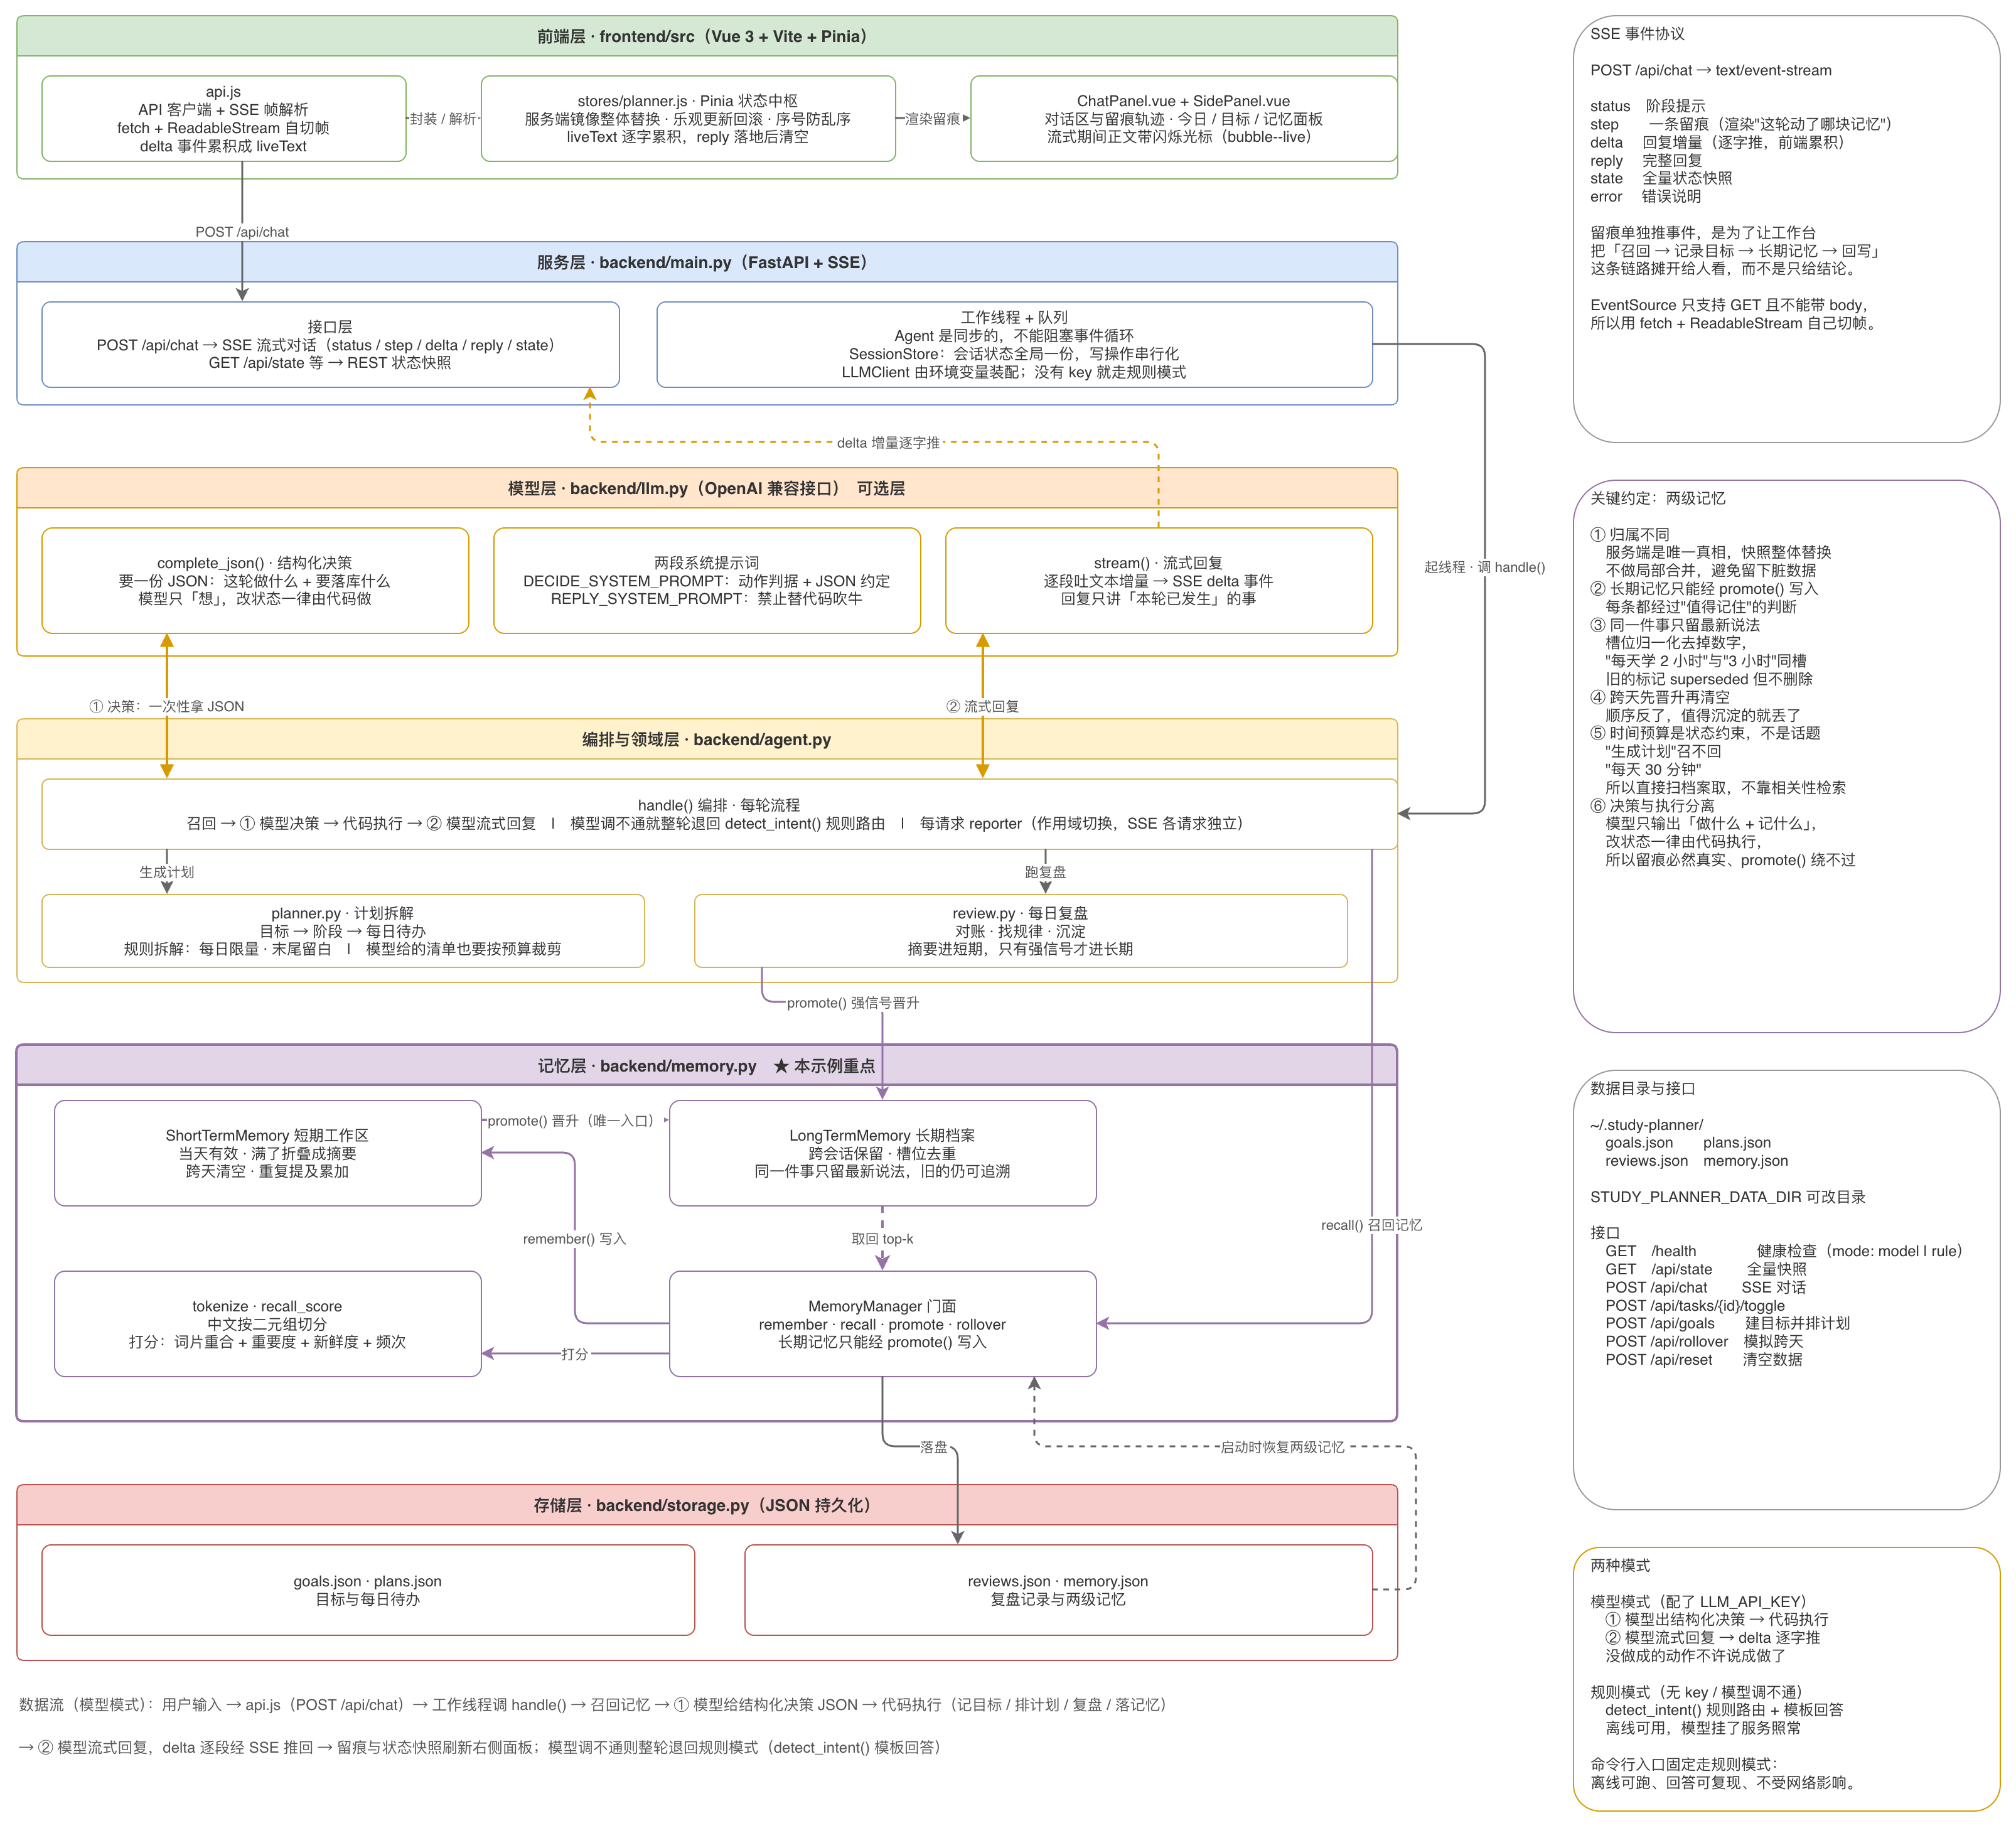 前端层 · frontend/src（Vue 3 + Vite + Pinia）
api.js
API 客户端 + SSE 帧解析
fetch + ReadableStream 自切帧
delta 事件累积成 liveText
封装 / 解析
stores/planner.js · Pinia 状态中枢
服务端镜像整体替换 · 乐观更新回滚 · 序号防乱序
liveText 逐字累积，reply 落地后清空
渲染留痕
ChatPanel.vue + SidePanel.vue
对话区与留痕轨迹 · 今日 / 目标 / 记忆面板
流式期间正文带闪烁光标（bubble--live）
POST /api/chat
服务层 · backend/main.py（FastAPI + SSE）
接口层
POST /api/chat → SSE 流式对话（status / step / delta / reply / state）
GET /api/state 等 → REST 状态快照
工作线程 + 队列
Agent 是同步的，不能阻塞事件循环
SessionStore：会话状态全局一份，写操作串行化
LLMClient 由环境变量装配；没有 key 就走规则模式
delta 增量逐字推
模型层 · backend/llm.py（OpenAI 兼容接口） 可选层
complete_json() · 结构化决策
要一份 JSON：这轮做什么 + 要落库什么
模型只「想」，改状态一律由代码做
两段系统提示词
DECIDE_SYSTEM_PROMPT：动作判据 + JSON 约定
REPLY_SYSTEM_PROMPT：禁止替代码吹牛
stream() · 流式回复
逐段吐文本增量 → SSE delta 事件
回复只讲「本轮已发生」的事
起线程 · 调 handle()
① 决策：一次性拿 JSON
② 流式回复
编排与领域层 · backend/agent.py
handle() 编排 · 每轮流程
召回 → ① 模型决策 → 代码执行 → ② 模型流式回复 | 模型调不通就整轮退回 detect_intent() 规则路由 | 每请求 reporter（作用域切换，SSE 各请求独立）
生成计划
跑复盘
planner.py · 计划拆解
目标 → 阶段 → 每日待办
规则拆解：每日限量 · 末尾留白 | 模型给的清单也要按预算裁剪
review.py · 每日复盘
对账 · 找规律 · 沉淀
摘要进短期，只有强信号才进长期
promote() 强信号晋升
记忆层 · backend/memory.py ★ 本示例重点
ShortTermMemory 短期工作区
当天有效 · 满了折叠成摘要
跨天清空 · 重复提及累加
promote() 晋升（唯一入口）
LongTermMemory 长期档案
跨会话保留 · 槽位去重
同一件事只留最新说法，旧的仍可追溯
remember() 写入
取回 top-k
recall() 召回记忆
tokenize · recall_score
中文按二元组切分
打分：词片重合 + 重要度 + 新鲜度 + 频次
打分
MemoryManager 门面
remember · recall · promote · rollover
长期记忆只能经 promote() 写入
落盘
启动时恢复两级记忆
存储层 · backend/storage.py（JSON 持久化）
goals.json · plans.json
目标与每日待办
reviews.json · memory.json
复盘记录与两级记忆
数据流（模型模式）：用户输入 → api.js（POST /api/chat）→ 工作线程调 handle() → 召回记忆 → ① 模型给结构化决策 JSON → 代码执行（记目标 / 排计划 / 复盘 / 落记忆）
→ ② 模型流式回复，delta 逐段经 SSE 推回 → 留痕与状态快照刷新右侧面板；模型调不通则整轮退回规则模式（detect_intent() 模板回答）
SSE 事件协议
POST /api/chat → text/event-stream
status 阶段提示
step 一条留痕（渲染"这轮动了哪块记忆"）
delta 回复增量（逐字推，前端累积）
reply 完整回复
state 全量状态快照
error 错误说明
留痕单独推事件，是为了让工作台
把「召回 → 记录目标 → 长期记忆 → 回写」
这条链路摊开给人看，而不是只给结论。
EventSource 只支持 GET 且不能带 body，
所以用 fetch + ReadableStream 自己切帧。
关键约定：两级记忆
① 归属不同
服务端是唯一真相，快照整体替换
不做局部合并，避免留下脏数据
② 长期记忆只能经 promote() 写入
每条都经过"值得记住"的判断
③ 同一件事只留最新说法
槽位归一化去掉数字，
"每天学 2 小时"与"3 小时"同槽
旧的标记 superseded 但不删除
④ 跨天先晋升再清空
顺序反了，值得沉淀的就丢了
⑤ 时间预算是状态约束，不是话题
"生成计划"召不回
"每天 30 分钟"
所以直接扫档案取，不靠相关性检索
⑥ 决策与执行分离
模型只输出「做什么 + 记什么」，
改状态一律由代码执行，
所以留痕必然真实、promote() 绕不过
数据目录与接口
~/.study-planner/
goals.json plans.json
reviews.json memory.json
STUDY_PLANNER_DATA_DIR 可改目录
接口
GET /health 健康检查（mode: model | rule）
GET /api/state 全量快照
POST /api/chat SSE 对话
POST /api/tasks/{id}/toggle
POST /api/goals 建目标并排计划
POST /api/rollover 模拟跨天
POST /api/reset 清空数据
两种模式
模型模式（配了 LLM_API_KEY）
① 模型出结构化决策 → 代码执行
② 模型流式回复 → delta 逐字推
没做成的动作不许说成做了
规则模式（无 key / 模型调不通）
detect_intent() 规则路由 + 模板回答
离线可用，模型挂了服务照常
命令行入口固定走规则模式：
离线可跑、回答可复现、不受网络影响。